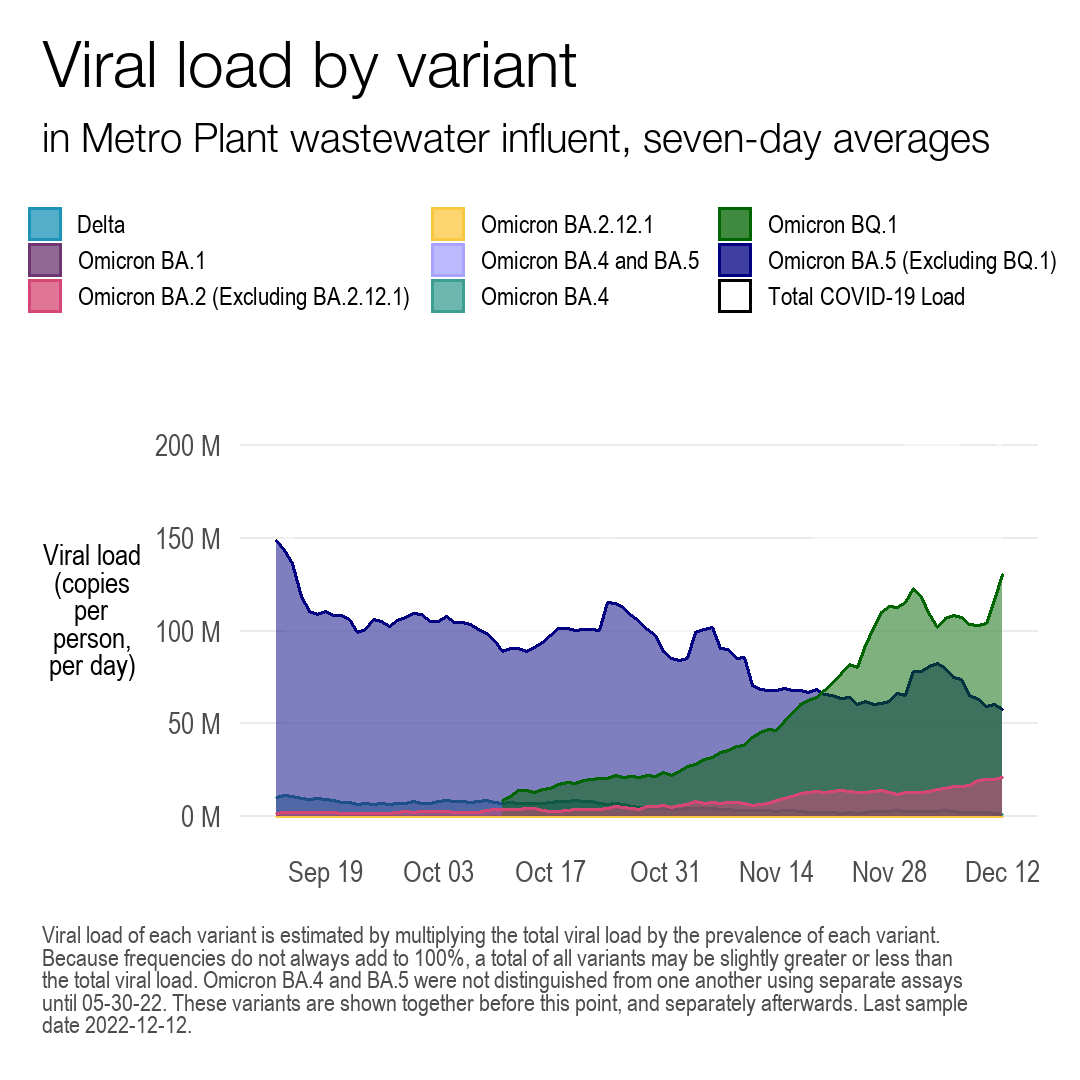 Viral load by variant
in Metro Plant wastewater influent, seven-day averages
Delta
Omicron BA.1
Omicron BA.2 (Excluding BA.2.12.1)
Omicron BA.2.12.1
Omicron BA.4 and BA.5
Omicron BA.4
Omicron BQ.1
Omicron BA.5 (Excluding BQ.1)
Total COVID-19 Load
200 M
150 M
100 M
50 M
0 M
Viral load
(copies
per
person,
per day)
Sep 19
Oct 03
Oct 17
Oct 31
Nov 14
Nov 28
Dec 12
Viral load of each variant is estimated by multiplying the total viral load by the prevalence of each variant.
Because frequencies do not always add to 100%, a total of all variants may be slightly greater or less than
the total viral load. Omicron BA.4 and BA.5 were not distinguished from one another using separate assays
until 05-30-22. These variants are shown together before this point, and separately afterwards. Last sample
date 2022-12-12.